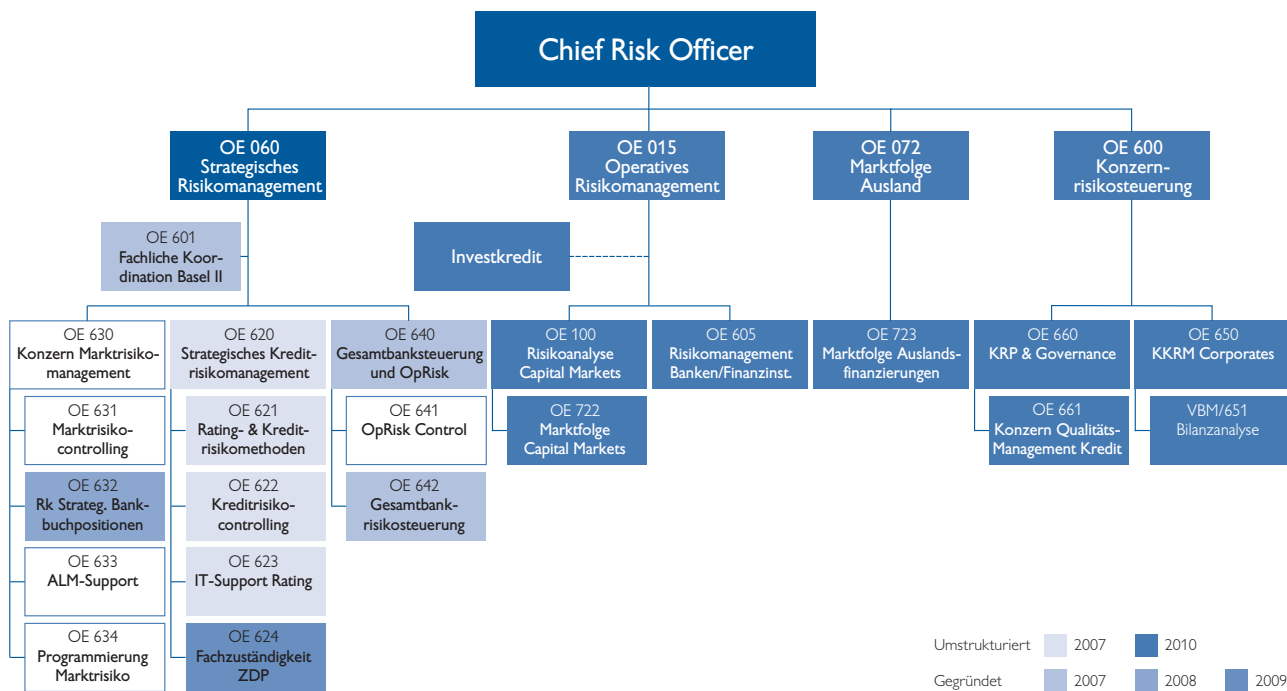 Chief Risk Officer
OE 060
Strategisches
Risikomanagement
OE 015
Operatives
Risikomanagement
OE 072
Marktfolge
Ausland
OE 600
Konzern-
risikosteuerung
OE 601
Fachliche Koor-
dination Basel II
Investkredit
OE 630
Konzern Marktrisiko-
management
OE 620
Strategisches Kredit-
risikomanagement
OE 640
Gesamtbanksteuerung
und OpRisk
OE 100
Risikoanalyse
Capital Markets
OE 605
Risikomanagement
Banken/Finanzinst.
OE 723
Marktfolge Auslands-
finanzierungen
OE 660
KRP & Governance
OE 650
KKRM Corporates
OE 631
Marktrisiko-
controlling
OE 621
Rating- & Kredit-
risikomethoden
OE 641
OpRisk Control
OE 722
Marktfolge
Capital Markets
OE 661
Konzern Qualitäts-
Management Kredit
VBM/651
Bilanzanalyse
OE 632
Rk Strateg. Bank-
buchpositionen
OE 622
Kreditrisiko-
controlling
OE 642
Gesamtbank-
risikosteuerung
OE 633
ALM-Support
OE 623
IT-Support Rating
OE 634
Programmierung
Marktrisiko
OE 624
Fachzuständigkeit
ZDP
Umstrukturiert 2007 2010
Gegründet 2007 2008 2009